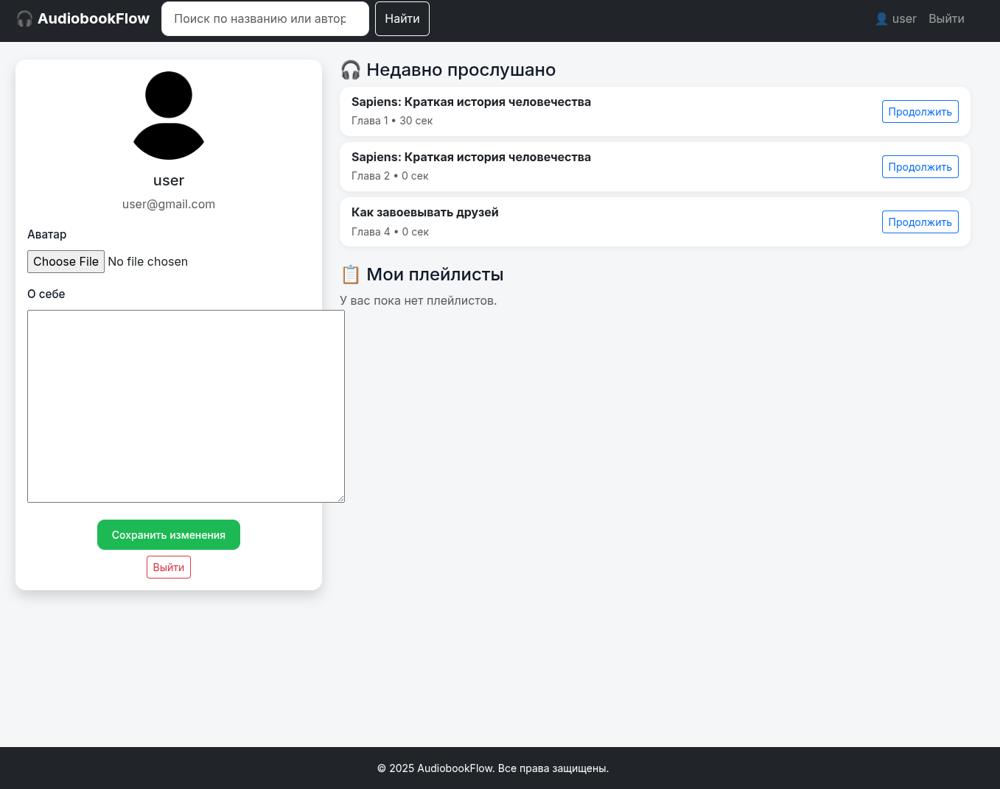 🎧 AudiobookFlow
Поиск по названию или автор
Найти
👤 user
Выйти
user
user@gmail.com
Аватар
Choose File No file chosen
О себе
Сохранить изменения
Выйти
🎧 Недавно прослушано
Sapiens: Краткая история человечества
Глава 1 • 30 сек
Продолжить
Sapiens: Краткая история человечества
Глава 2 • 0 сек
Продолжить
Как завоевывать друзей
Глава 4 • 0 сек
Продолжить
📋 Мои плейлисты
У вас пока нет плейлистов.
© 2025 AudiobookFlow. Все права защищены.